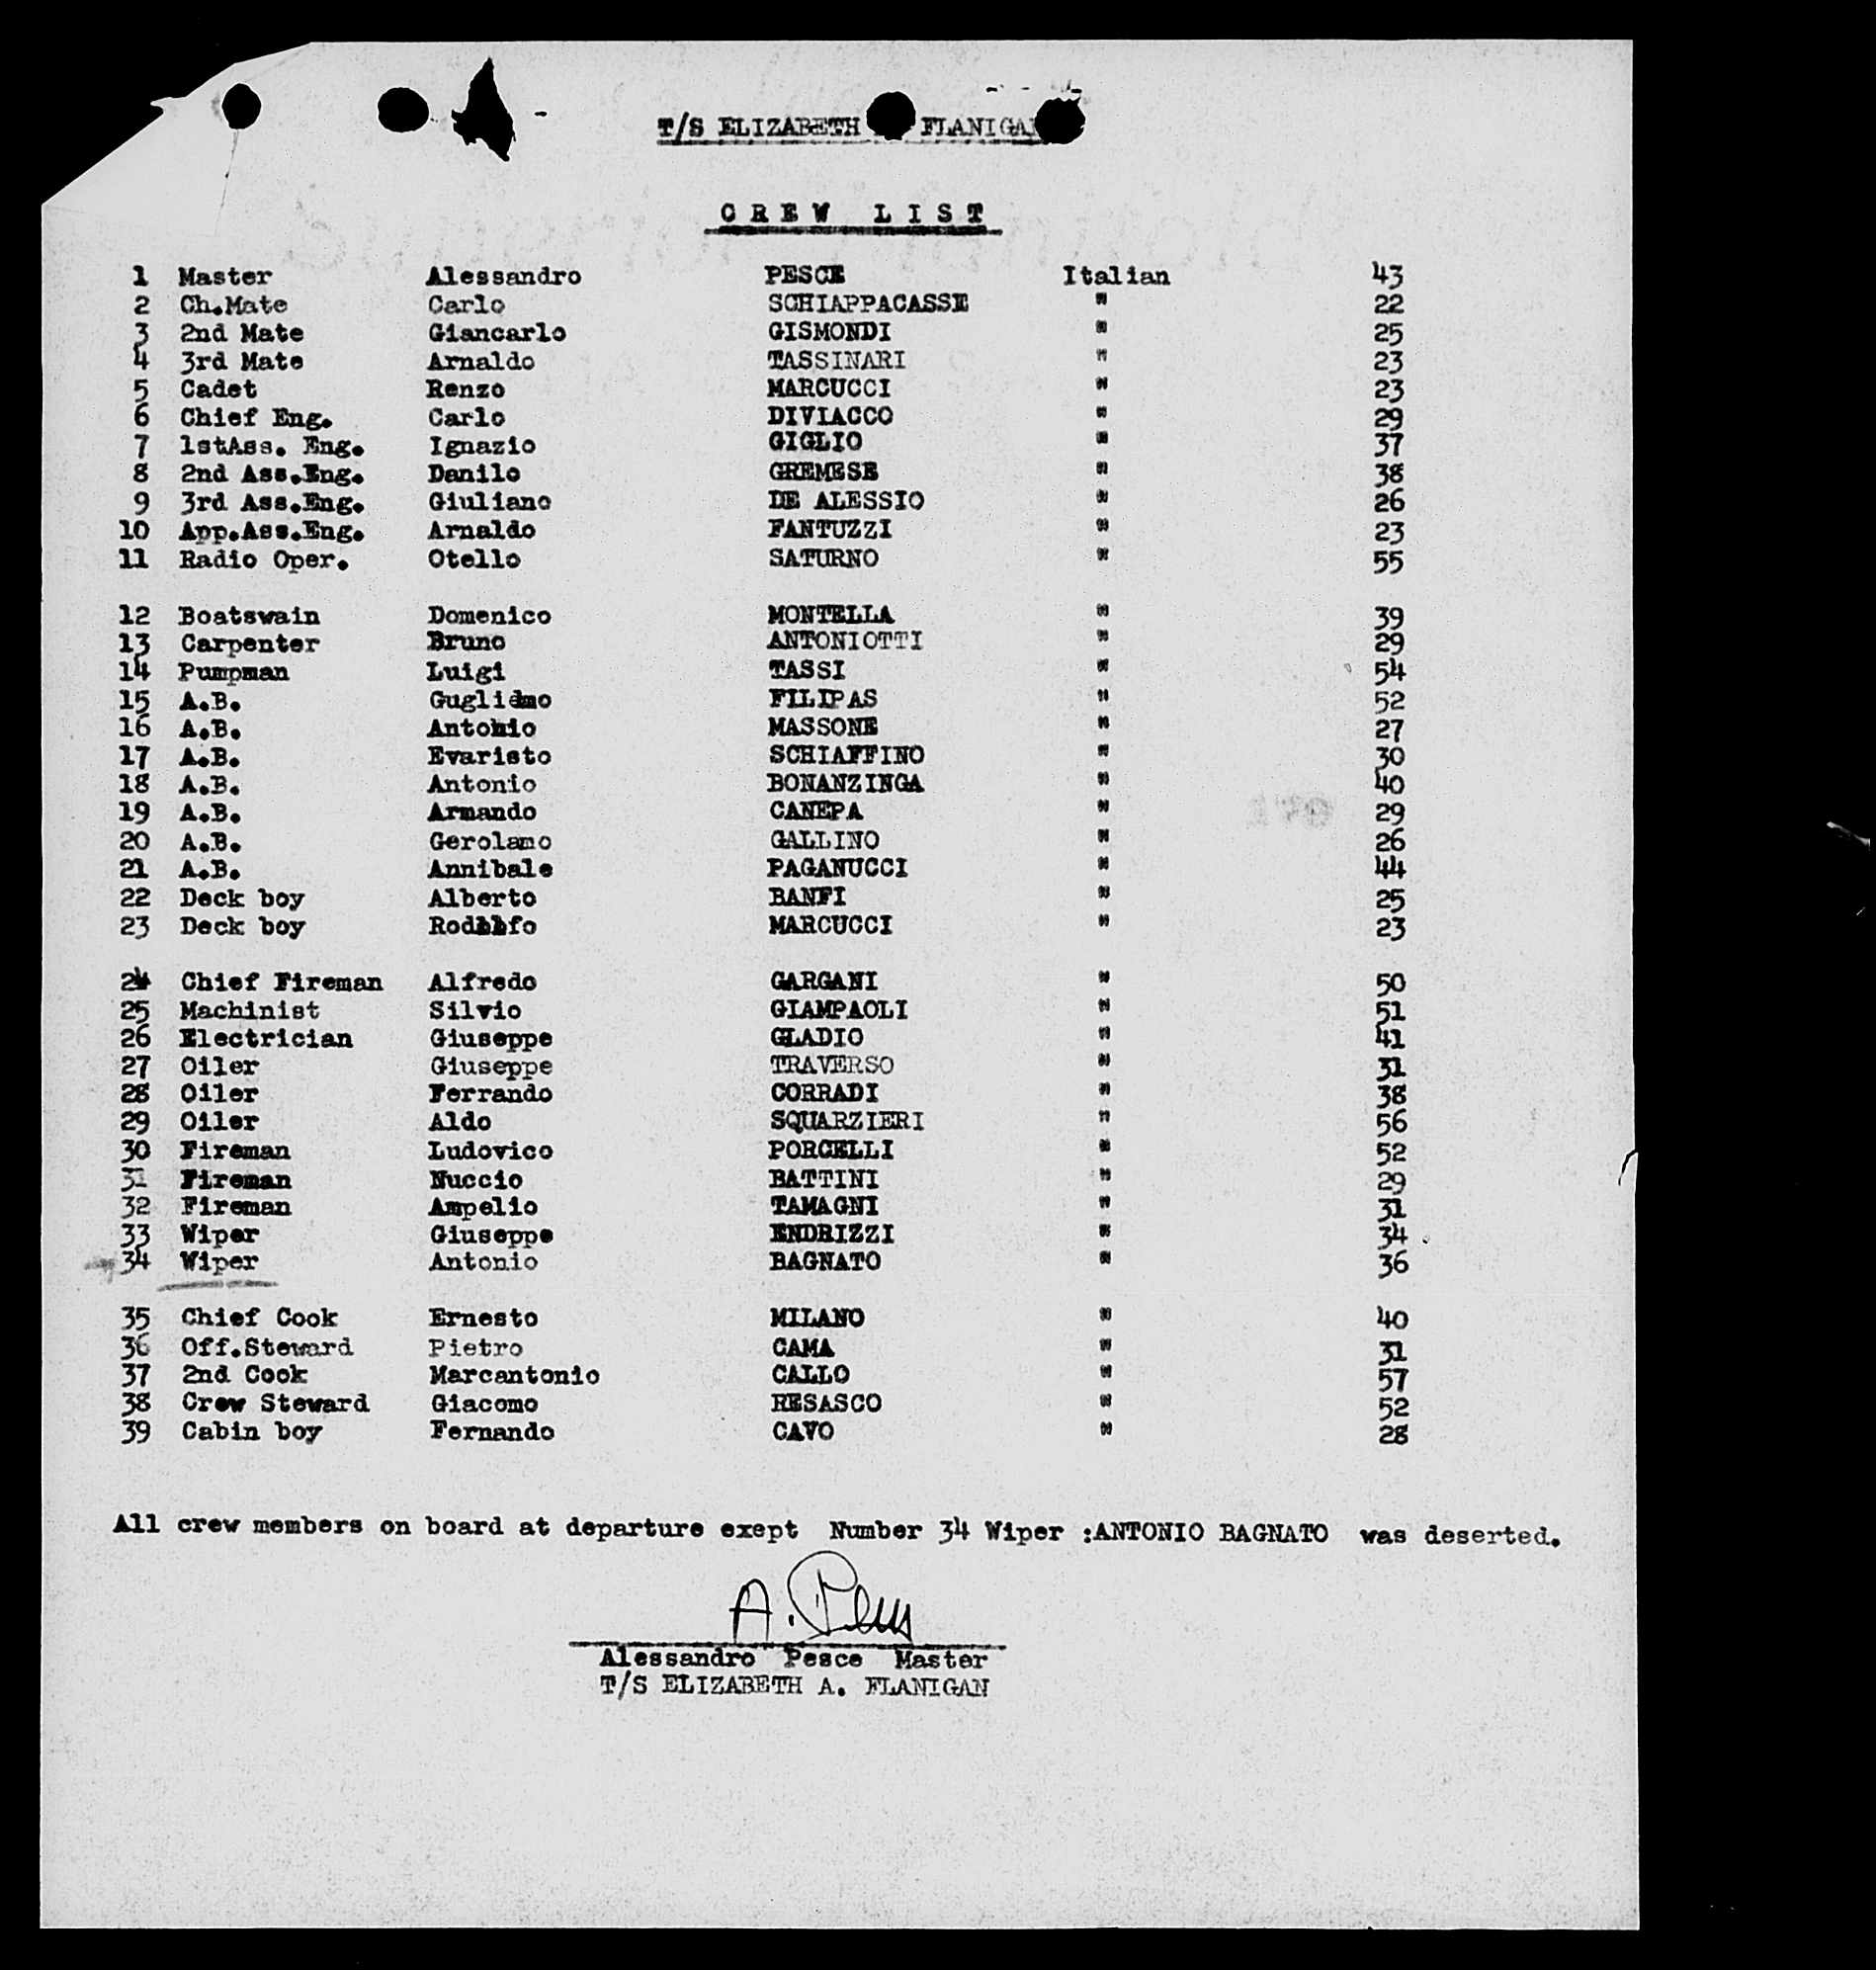 T/S ELIZABETH FLANIGAN
CREW LIST
1 Master Alessandro PESCE Italian 43
2 Ch.Mate Carlo SCHIAPPACASSE " 22
3 2nd Mate Giancarlo GISMONDI " 25
4 3rd Mate Arnaldo TASSINARI " 23
5 Cadet Renzo MARCUCCI " 23
6 Chief Eng. Carlo DIVIACCO " 29
7 1stAss. Eng. Ignazio GIGLIO " 37
8 2nd Ass.Eng. Danilo GREMESE " 38
9 3rd Ass.Eng. Giuliano DE ALESSIO " 26
10 App.Ass.Eng. Arnaldo FANTUZZI " 23
11 Radio Oper. Otello SATURNO " 55
12 Boatswain Domenico MONTELLA " 39
13 Carpenter Bruno ANTONIOTTI " 29
14 Pumpman Luigi TASSI " 54
15 A.B. Guglielmo FILIPAS " 52
16 A.B. Antonio MASSONE " 27
17 A.B. Evaristo SCHIAFFINO " 30
18 A.B. Antonio BONANZINGA " 40
19 A.B. Armando CANEPA " 29
20 A.B. Gerolamo GALLINO " 26
21 A.B. Annibale PAGANUCCI " 44
22 Deck boy Alberto BANFI " 25
23 Deck boy Rodolfo MARCUCCI " 23
24 Chief Fireman Alfredo GARGANI " 50
25 Machinist Silvio GIAMPAOLI " 51
26 Electrician Giuseppe GLADIO " 41
27 Oiler Giuseppe TRAVERSO " 31
28 Oiler Ferrando CORRADI " 38
29 Oiler Aldo SQUARZIERI " 56
30 Fireman Ludovico PORCELLI " 52
31 Fireman Nuccio BATTINI " 29
32 Fireman Ampelio TAMAGNI " 31
33 Wiper Giuseppe ENDRIZZI " 34
34 Wiper Antonio BAGNATO " 36
35 Chief Cook Ernesto MILANO " 40
36 Off.Steward Pietro CAMA " 31
37 2nd Cook Marcantonio CALLO " 57
38 Crew Steward Giacomo RESASCO " 52
39 Cabin boy Fernando CAVO " 28
All crew members on board at departure exept Number 34 Wiper :ANTONIO BAGNATO was deserted.
A. Pesce
Alessandro Pesce Master
T/S ELIZABETH A. FLANIGAN